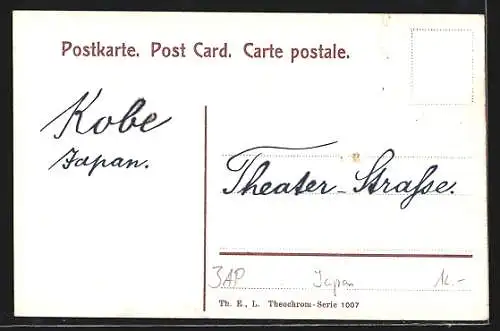 Postkarte. Post Card. Carte postale.
Kobe
Japan.
Theater-Straße.
JAP
Japan
Th. E., L. Theochrom-Serie 1007